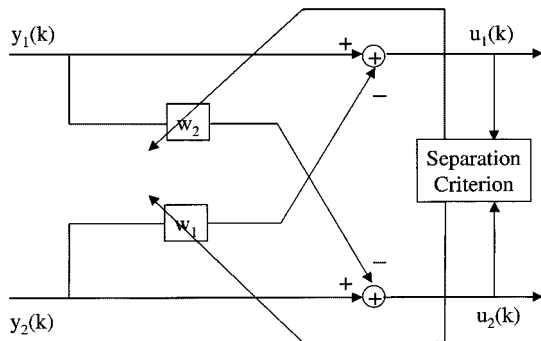 y₁(k)
u₁(k)
+
+
−
w₂
Separation
Criterion
w₁
−
+
+
y₂(k)
u₂(k)